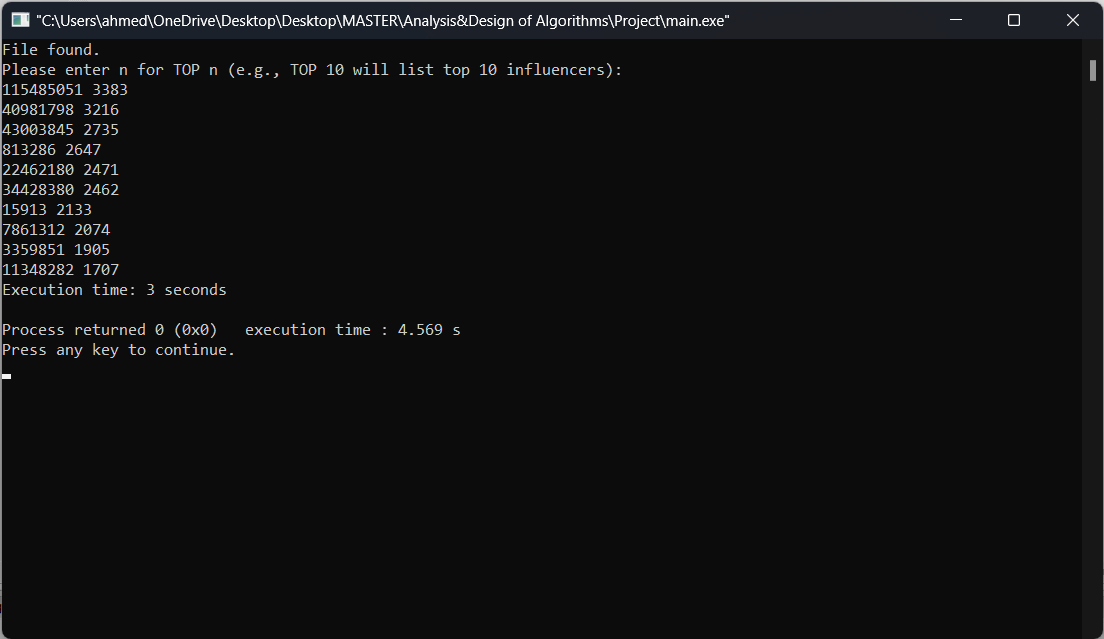 "C:\Users\ahmed\OneDrive\Desktop\Desktop\MASTER\Analysis&Design of Algorithms\Project\main.exe"
File found.
Please enter n for TOP n (e.g., TOP 10 will list top 10 influencers):
115485051 3383
40981798 3216
43003845 2735
813286 2647
22462180 2471
34428380 2462
15913 2133
7861312 2074
3359851 1905
11348282 1707
Execution time: 3 seconds
Process returned 0 (0x0)   execution time : 4.569 s
Press any key to continue.